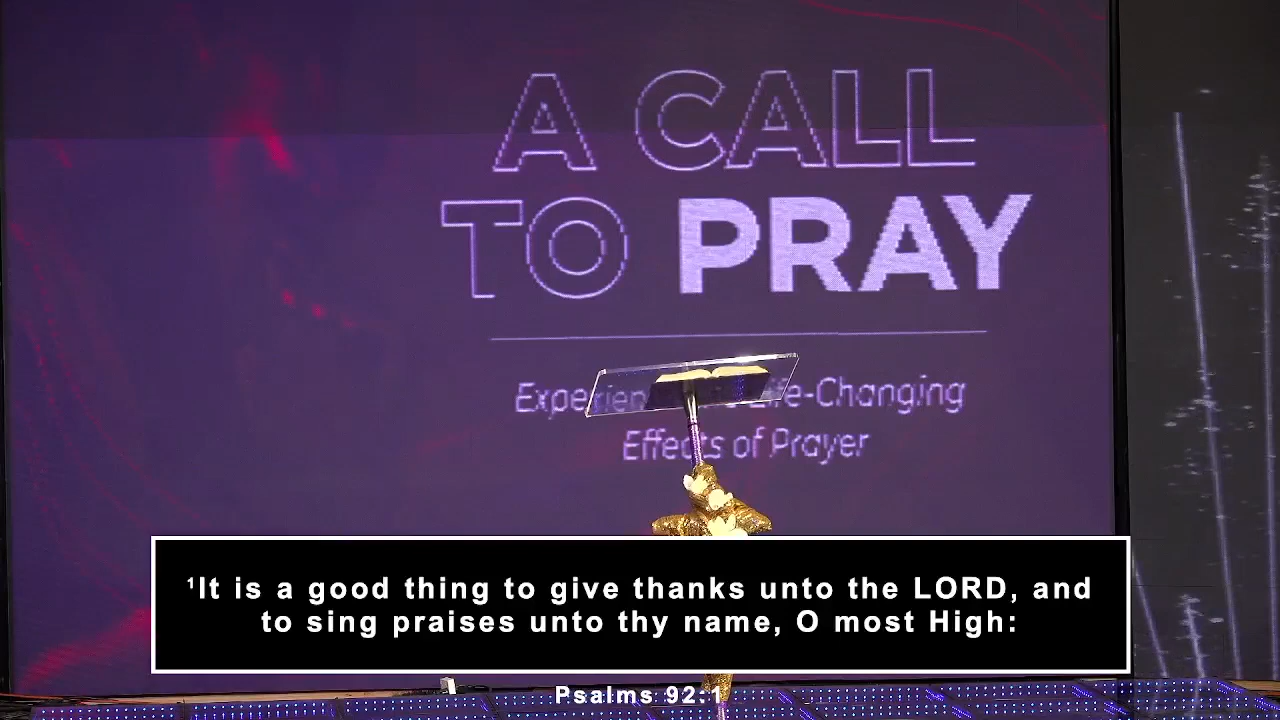 A CALL
TO PRAY
Life-Changing
Effects of Prayer
¹It is a good thing to give thanks unto the LORD, and
to sing praises unto thy name, O most High:
Psalms 92:1